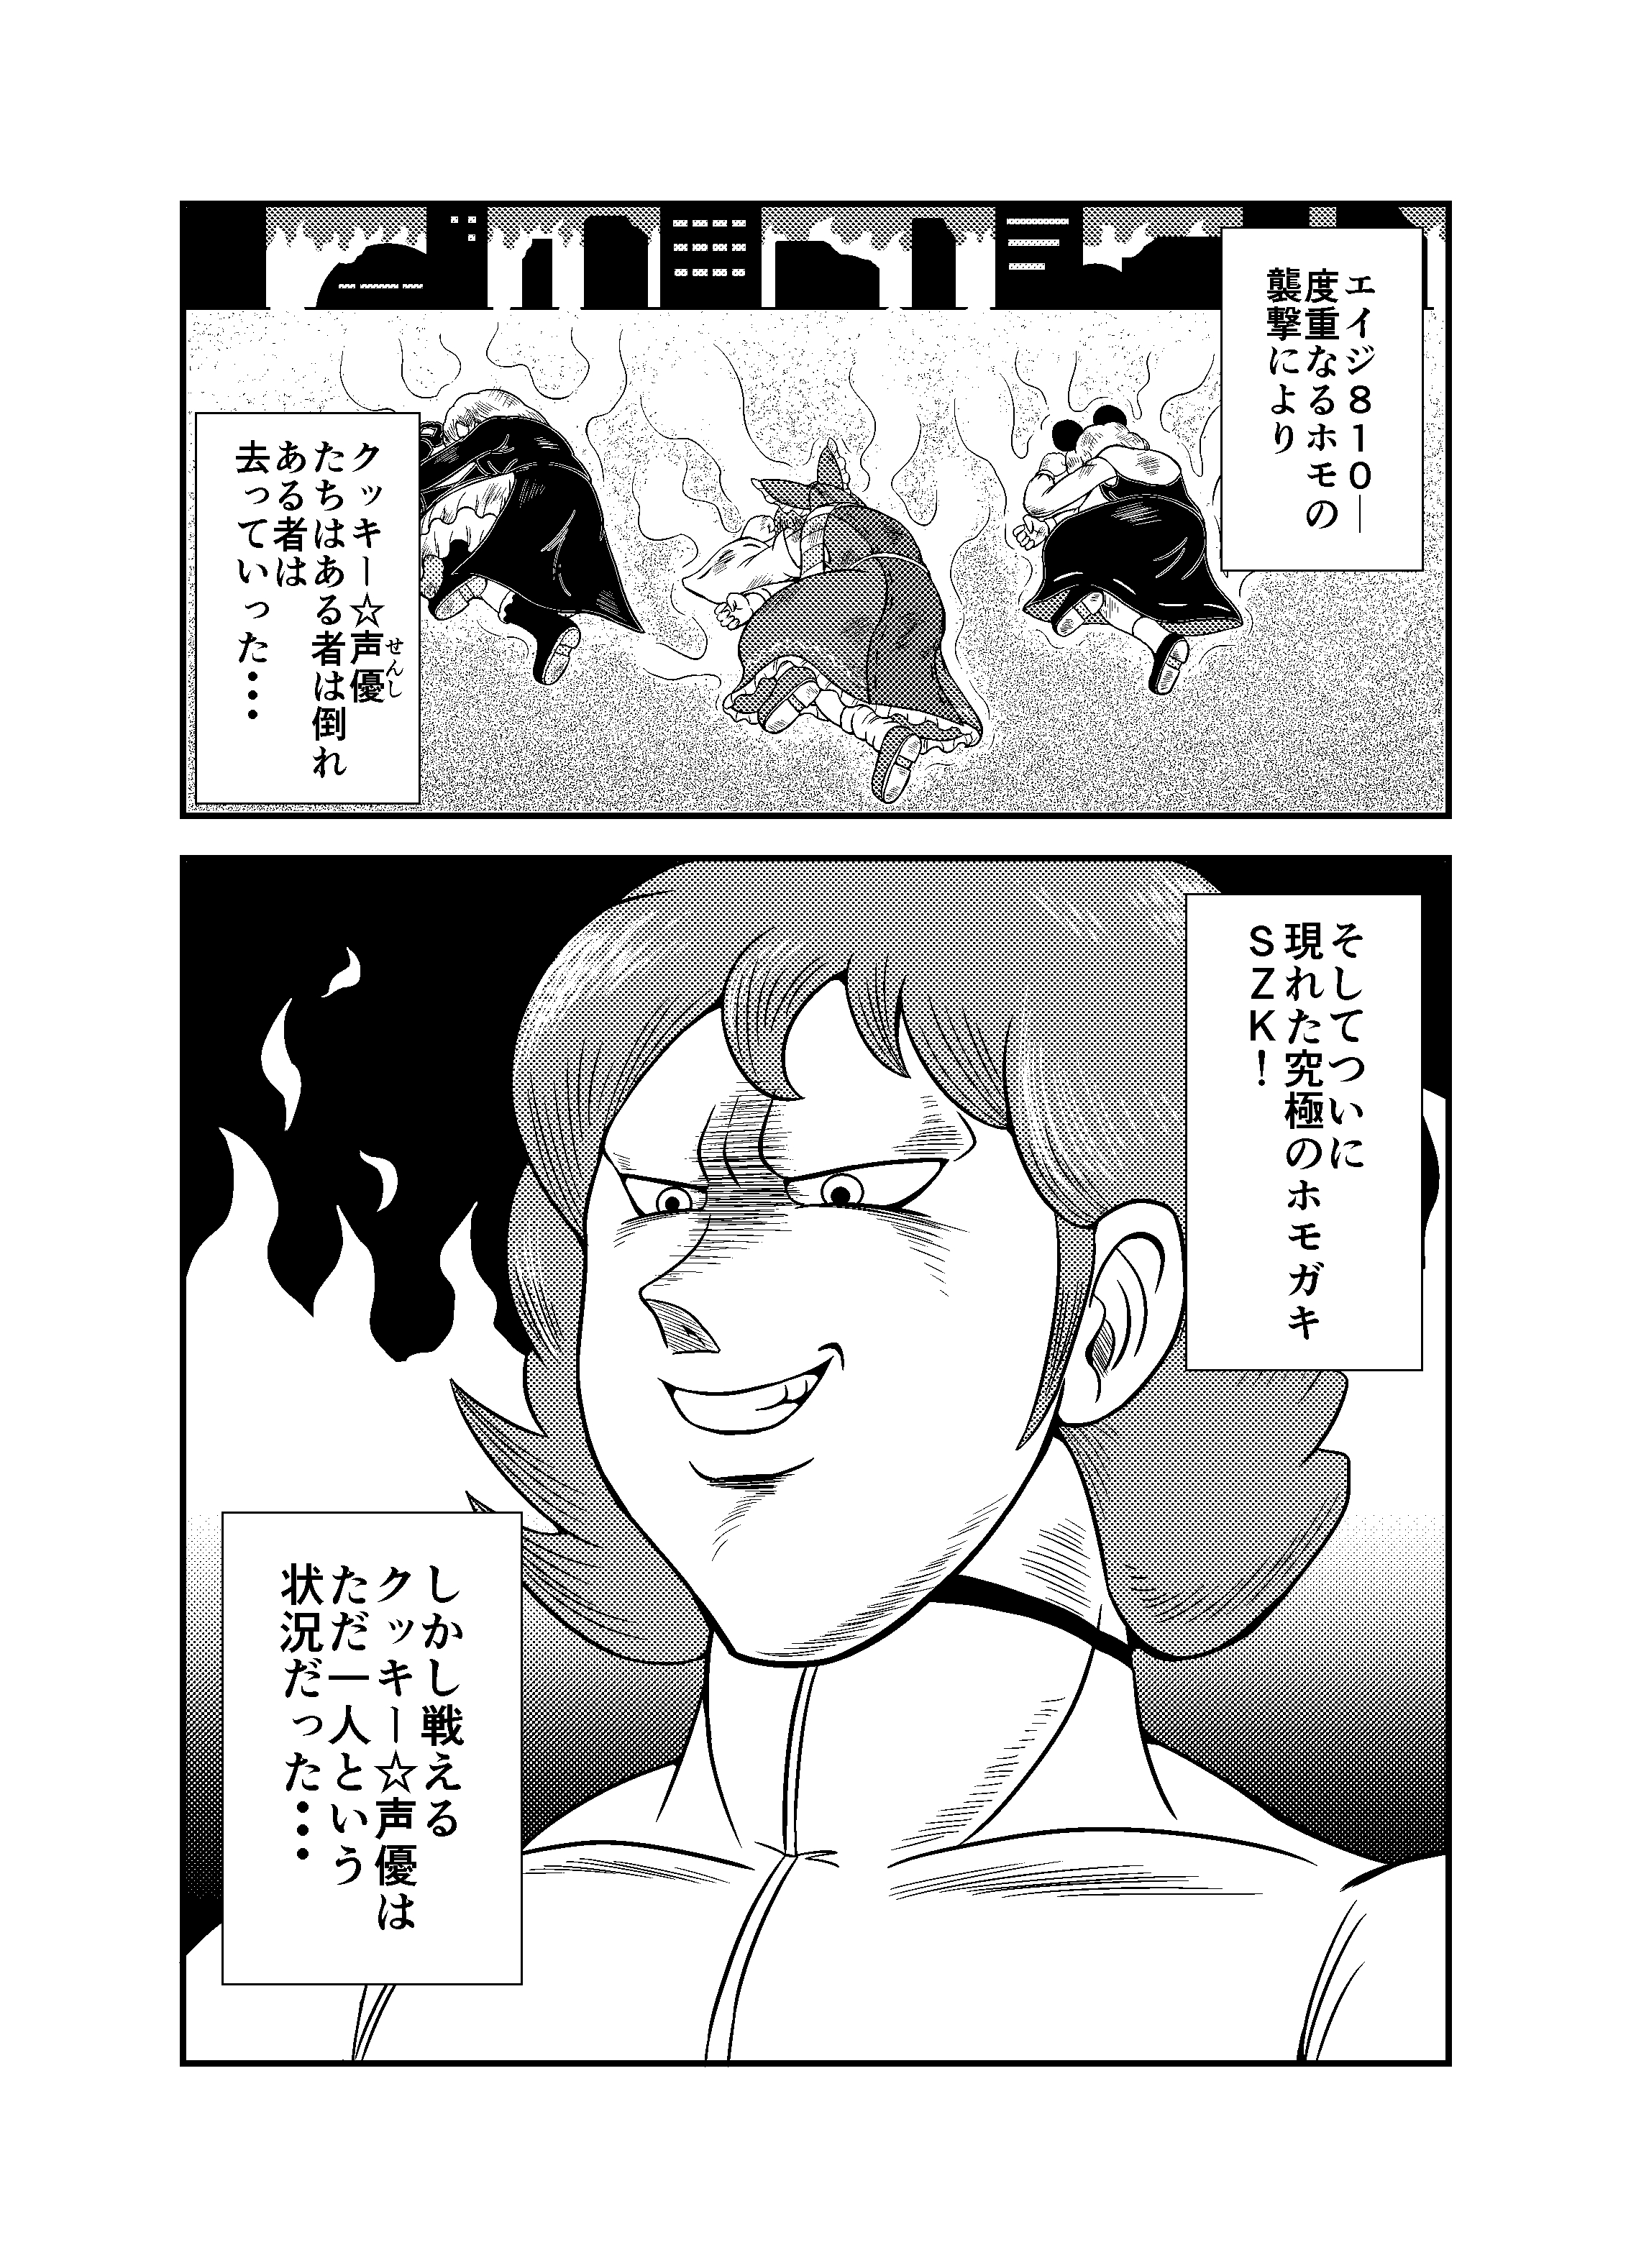 エイジ８１０―
度重なるホモの
襲撃により
クッキー☆声優
せんし
たちはある者は倒れ
ある者は
去っていった・・・
そしてついに
現れた究極のホモガキ
ＳＺＫ！
しかし戦える
クッキー☆声優は
ただ一人という
状況だった・・・